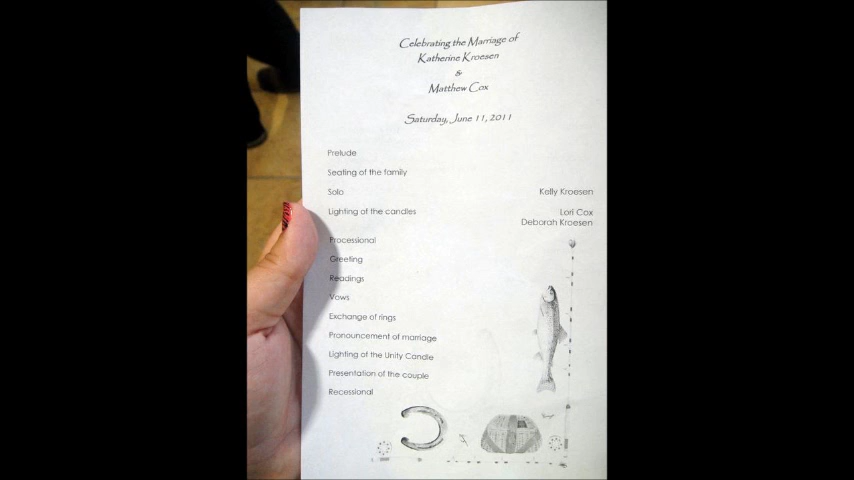 Celebrating the Marriage of
Katherine Kroesen
&
Matthew Cox
Saturday, June 11, 2011
Prelude
Seating of the family
Solo Kelly Kroesen
Lighting of the candles Lori Cox
Deborah Kroesen
Processional
Greeting
Readings
Vows
Exchange of rings
Pronouncement of marriage
Lighting of the Unity Candle
Presentation of the couple
Recessional